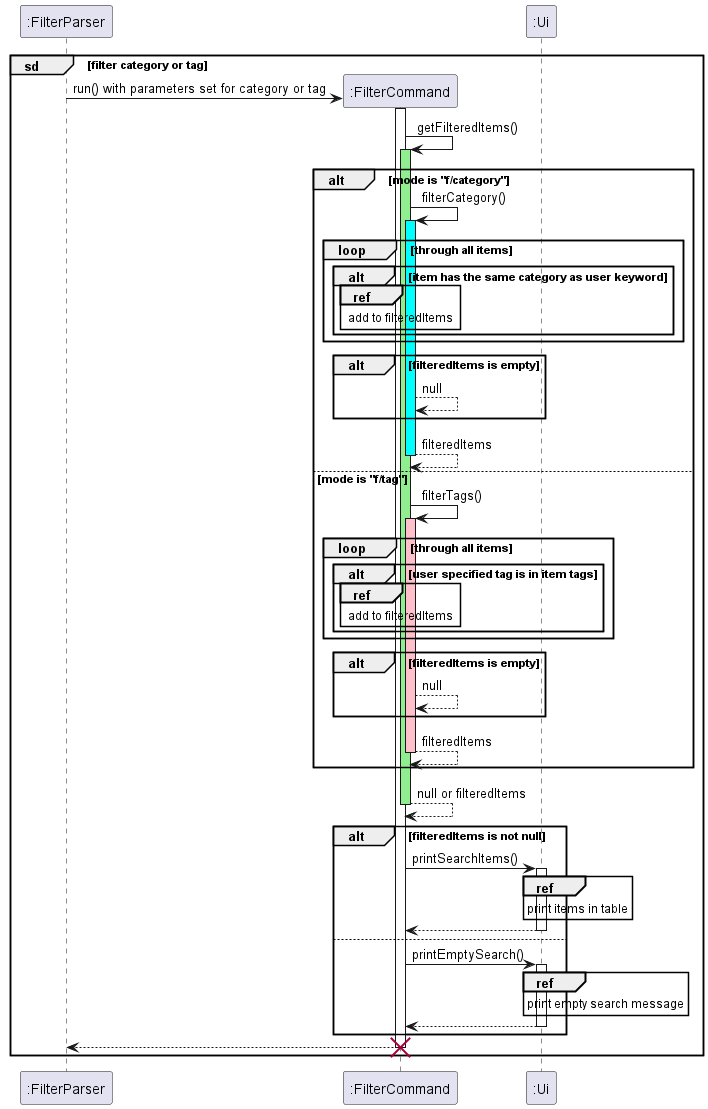 :FilterParser
:Ui
sd
[filter category or tag]
run() with parameters set for category or tag
:FilterCommand
getFilteredItems()
alt
[mode is "f/category"]
filterCategory()
loop
[through all items]
alt
[item has the same category as user keyword]
ref
add to filteredItems
alt
[filteredItems is empty]
null
filteredItems
[mode is "f/tag"]
filterTags()
loop
[through all items]
alt
[user specified tag is in item tags]
ref
add to filteredItems
alt
[filteredItems is empty]
null
filteredItems
null or filteredItems
alt
[filteredItems is not null]
printSearchItems()
ref
print items in table
printEmptySearch()
ref
print empty search message
:FilterParser
:FilterCommand
:Ui